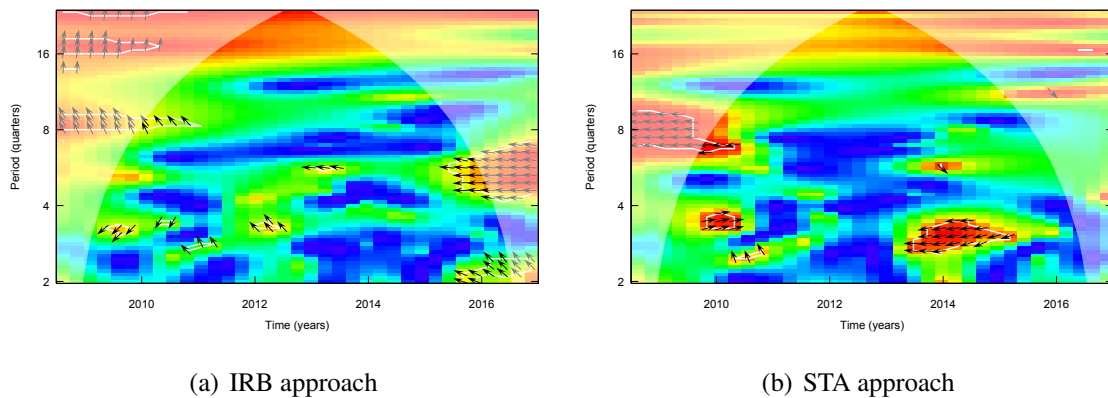 16
8
4
2
Period (quarters)
2010
2012
2014
2016
Time (years)
(a) IRB approach
16
8
4
2
Period (quarters)
2010
2012
2014
2016
Time (years)
(b) STA approach